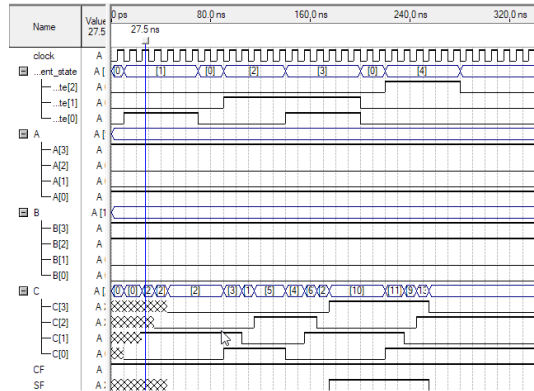 Name Value 27.5 0 ps 80.0 ns 160.0 ns 240.0 ns 320.0 ns
27.5 ns
clock A
...ent_state A [ [0] [1] [0] [2] [3] [0] [4]
...te[2] A
...te[1] A
...te[0] A
A A [
A[3] A
A[2] A
A[1] A
A[0] A
B A [1
B[3] A
B[2] A
B[1] A
B[0] A
C A [0] [2] [3] [5] [4] [10] [11] [9]
C[3] A
C[2] A
C[1] A
C[0] A
CF A
SF A